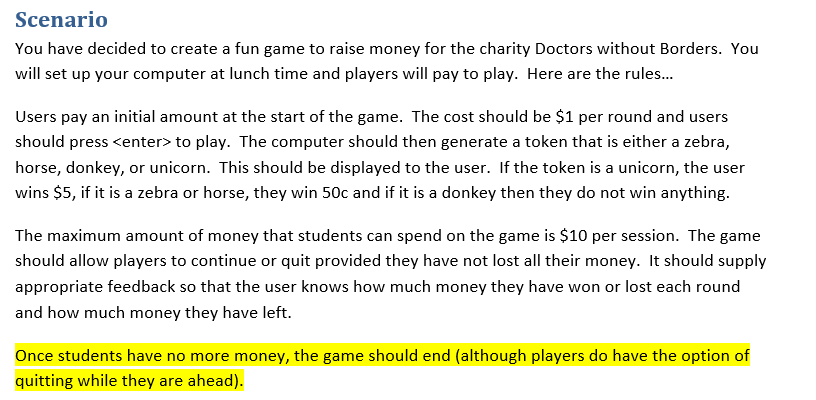 Scenario
You have decided to create a fun game to raise money for the charity Doctors without Borders.  You
will set up your computer at lunch time and players will pay to play.  Here are the rules...
Users pay an initial amount at the start of the game.  The cost should be $1 per round and users
should press <enter> to play.  The computer should then generate a token that is either a zebra,
horse, donkey, or unicorn.  This should be displayed to the user.  If the token is a unicorn, the user
wins $5, if it is a zebra or horse, they win 50c and if it is a donkey then they do not win anything.
The maximum amount of money that students can spend on the game is $10 per session.  The game
should allow players to continue or quit provided they have not lost all their money.  It should supply
appropriate feedback so that the user knows how much money they have won or lost each round
and how much money they have left.
Once students have no more money, the game should end (although players do have the option of
quitting while they are ahead).